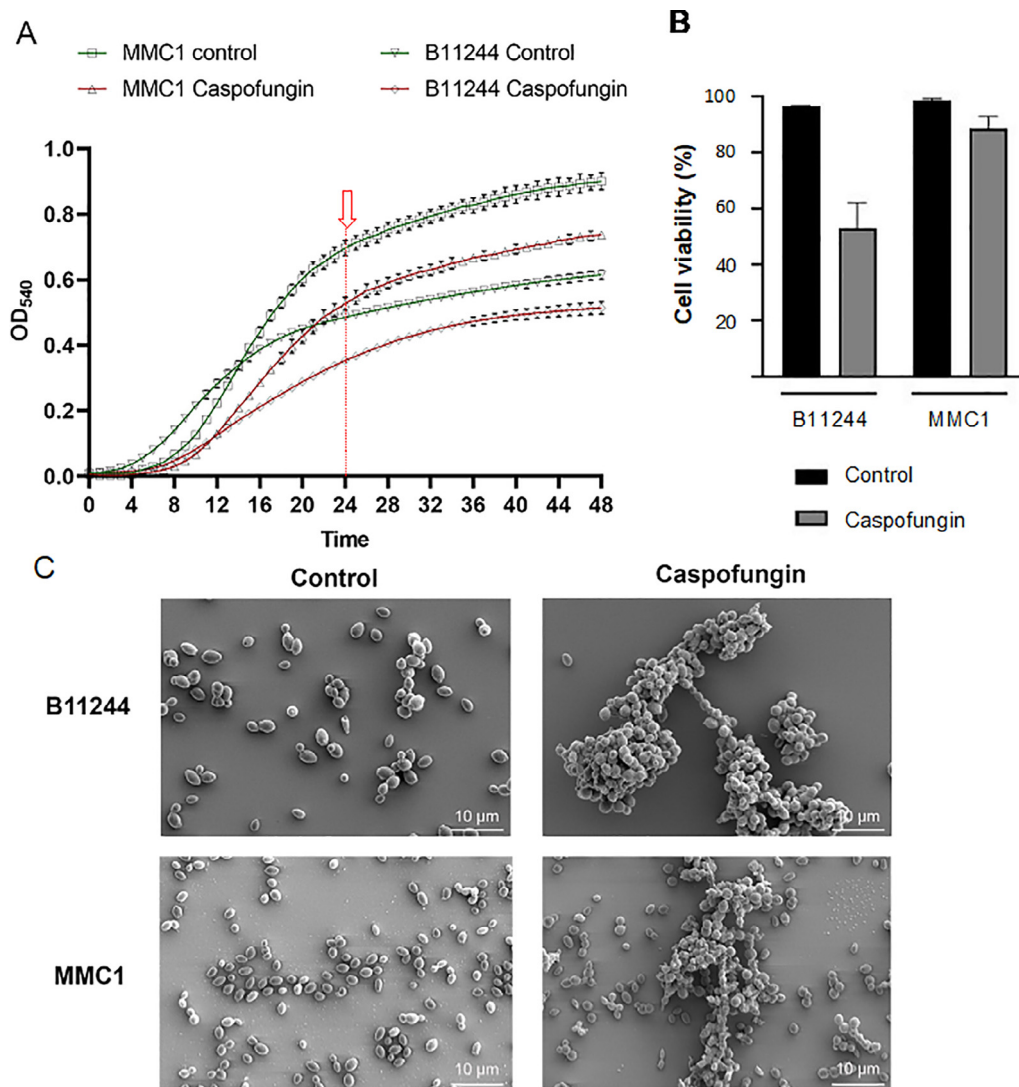 A
MMC1 control
B11244 Control
MMC1 Caspofungin
B11244 Caspofungin
OD540
1.0
0.8
0.6
0.4
0.2
0.0
0 4 8 12 16 20 24 28 32 36 40 44 48
Time
B
Cell viability (%)
100
80
60
40
20
B11244 MMC1
Control
Caspofungin
C
Control Caspofungin
B11244
10 µm
10 µm
MMC1
10 µm
10 µm